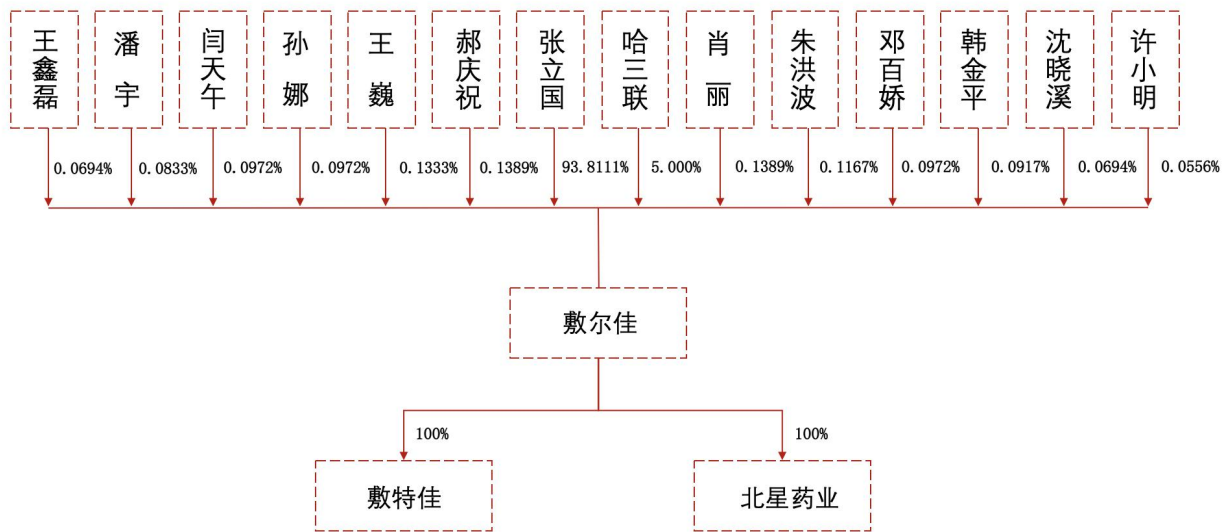 王鑫磊
潘宇
闫天午
孙娜
王巍
郝庆祝
张立国
哈三联
肖丽
朱洪波
邓百娇
韩金平
沈晓溪
许小明
0.0694%
0.0833%
0.0972%
0.0972%
0.1333%
0.1389%
93.8111%
5.000%
0.1389%
0.1167%
0.0972%
0.0917%
0.0694%
0.0556%
敷尔佳
100%
100%
敷特佳
北星药业